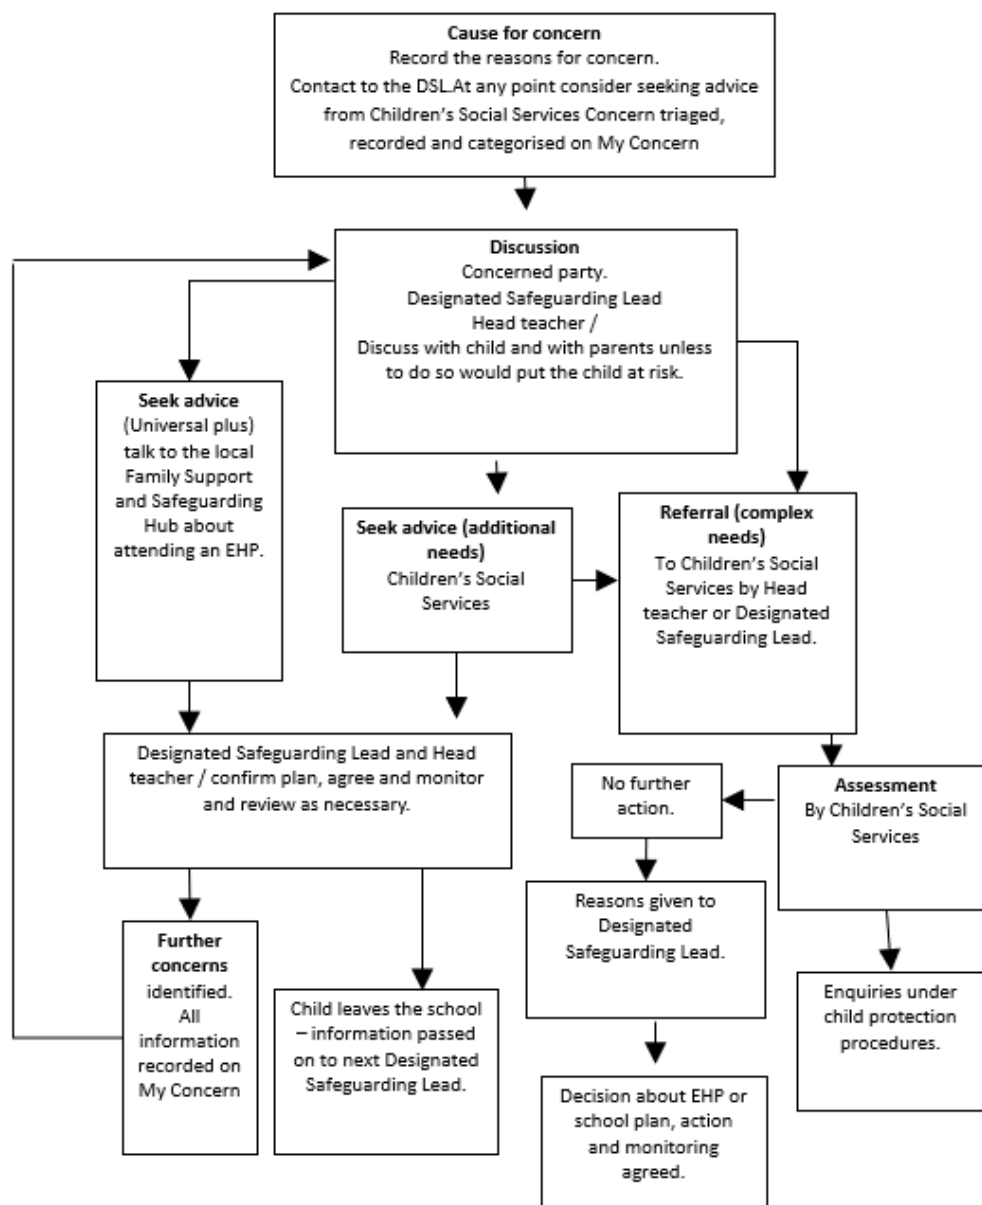 Cause for concern
Record the reasons for concern.
Contact to the DSL.At any point consider seeking advice
from Children's Social Services Concern triaged,
recorded and categorised on My Concern
Discussion
Concerned party.
Designated Safeguarding Lead
Head teacher /
Discuss with child and with parents unless
to do so would put the child at risk.
Seek advice
(Universal plus)
talk to the local
Family Support
and Safeguarding
Hub about
attending an EHP.
Seek advice (additional
needs)
Children's Social
Services
Referral (complex
needs)
To Children's Social
Services by Head
teacher or Designated
Safeguarding Lead.
Designated Safeguarding Lead and Head
teacher / confirm plan, agree and monitor
and review as necessary.
No further
action.
Assessment
By Children's Social
Services
Reasons given to
Designated
Safeguarding Lead.
Further
concerns
identified.
All
information
recorded on
My Concern
Child leaves the school
– information passed
on to next Designated
Safeguarding Lead.
Enquiries under
child protection
procedures.
Decision about EHP or
school plan, action
and monitoring
agreed.